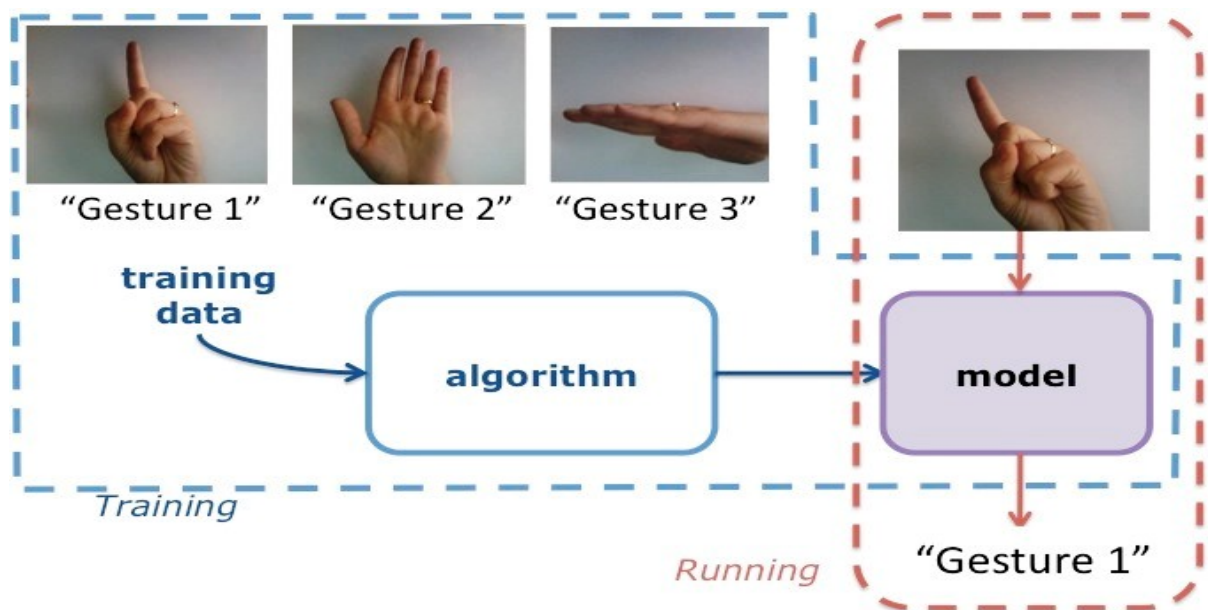 “Gesture 1”
“Gesture 2”
“Gesture 3”
training
data
algorithm
model
Training
Running
“Gesture 1”